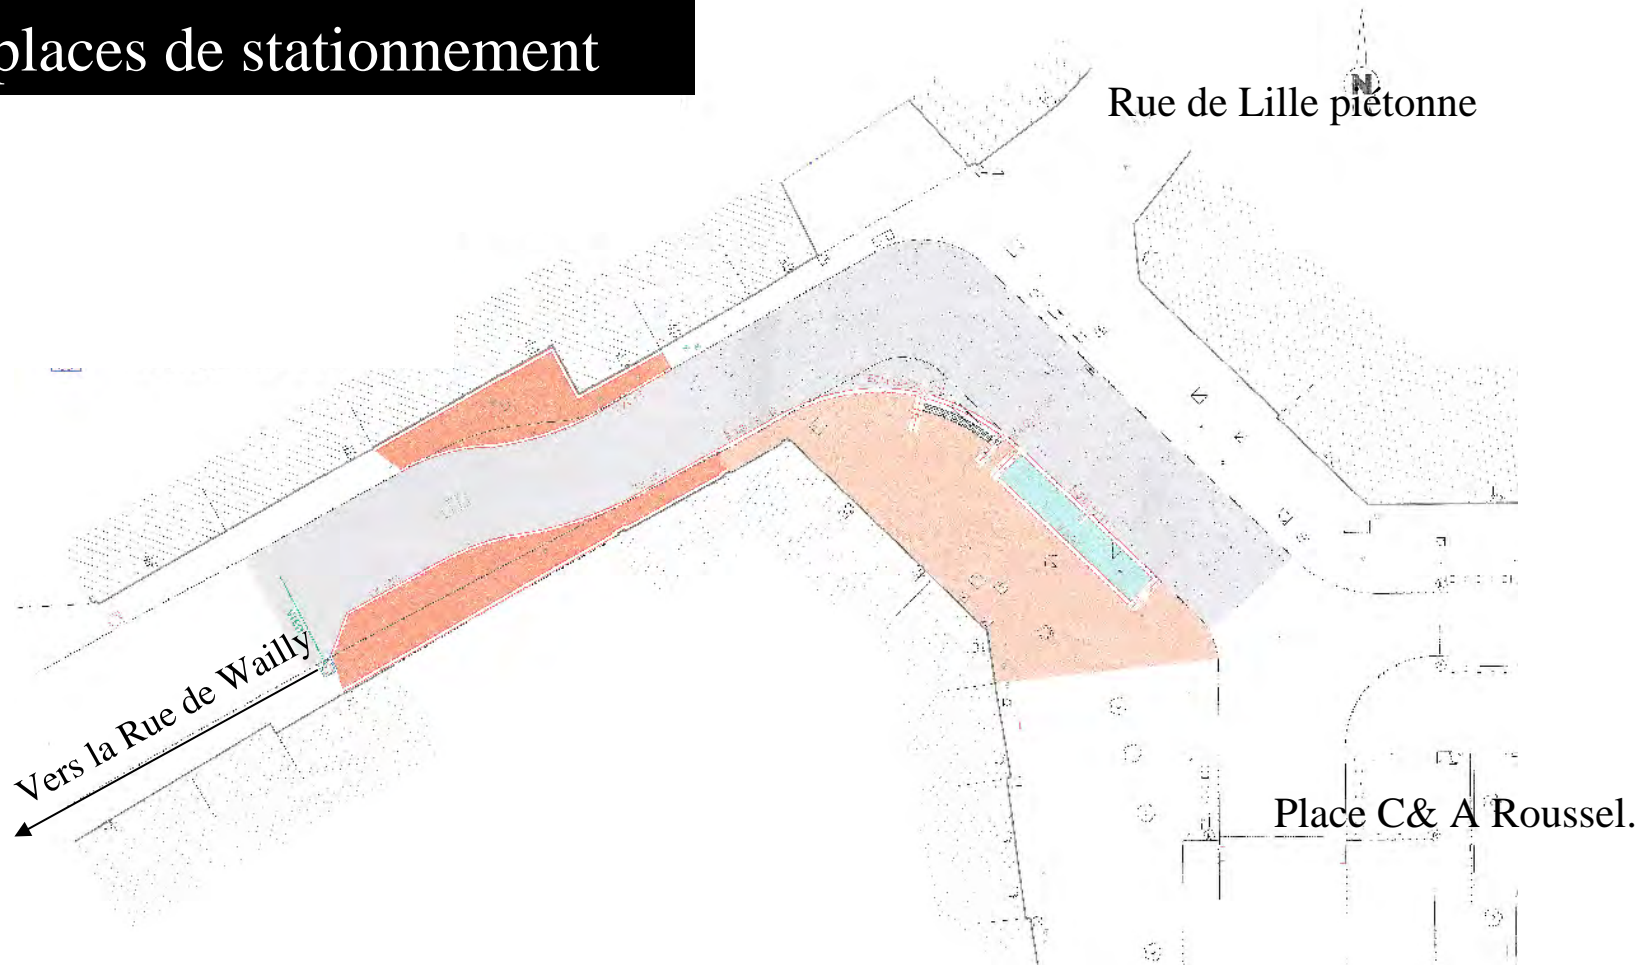 places de stationnement
Rue de Lille piétonne
N
Vers la Rue de Wailly
Place C& A Roussel.